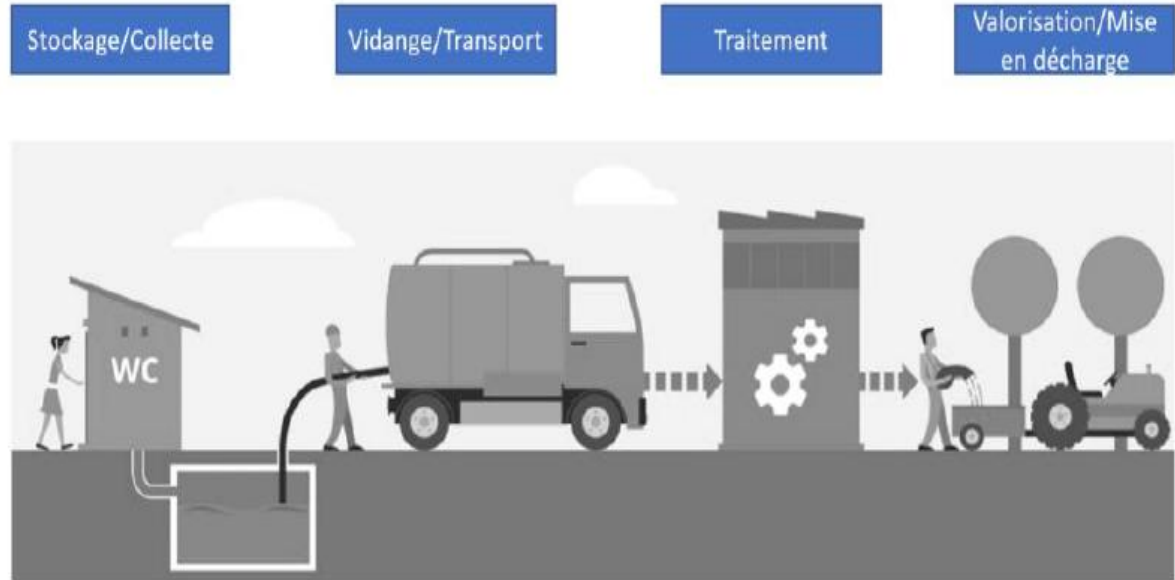 Stockage/Collecte
Vidange/Transport
Traitement
Valorisation/Mise
en décharge
WC